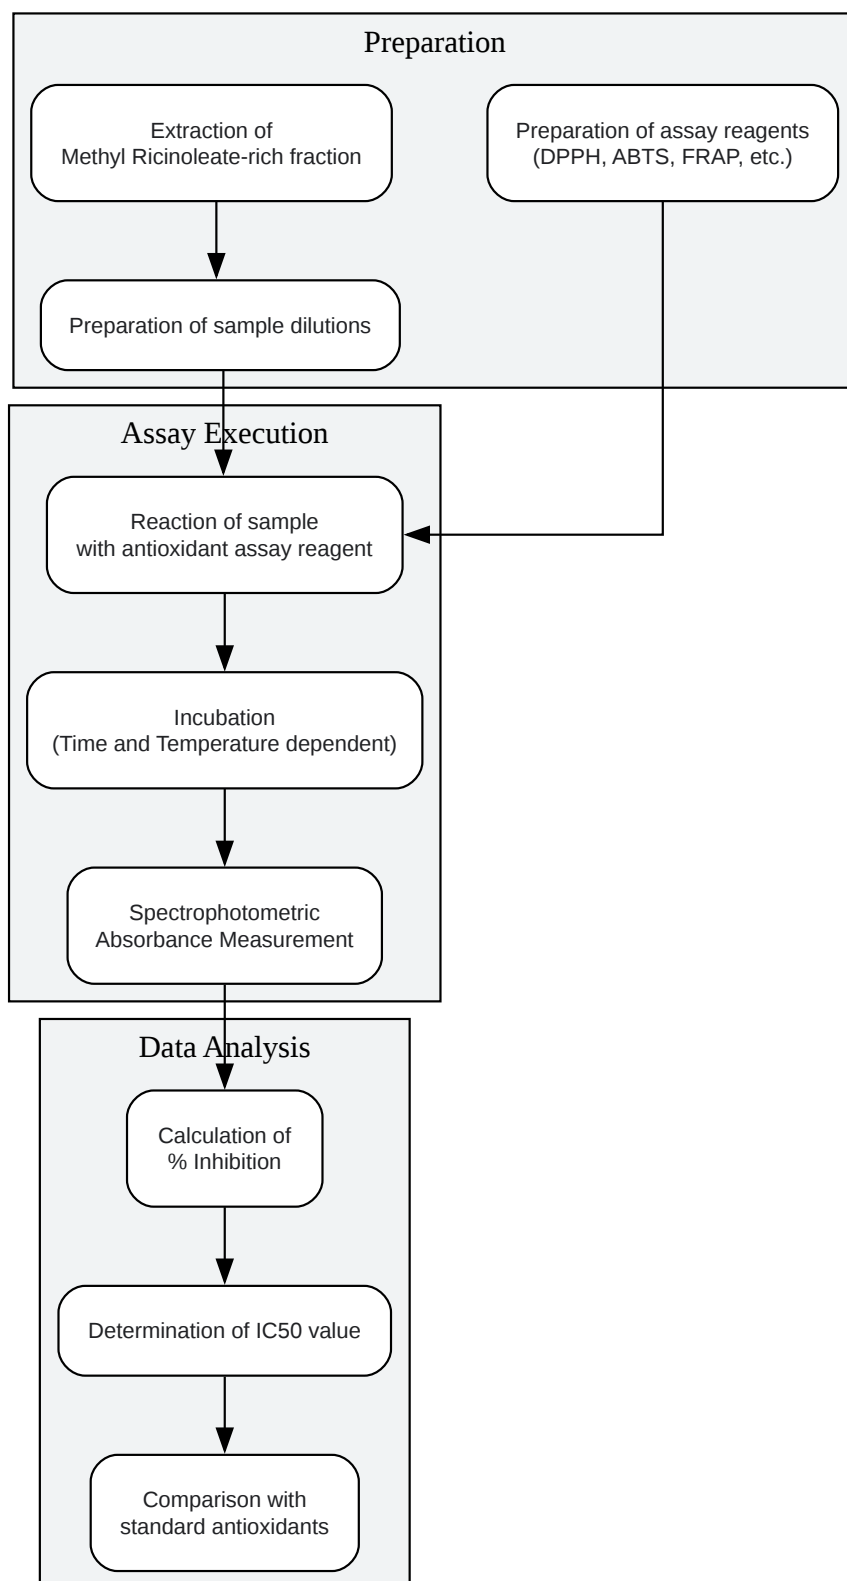 Preparation
Extraction of
Methyl Ricinoleate-rich fraction
Preparation of assay reagents
(DPPH, ABTS, FRAP, etc.)
Preparation of sample dilutions
Assay Execution
Reaction of sample
with antioxidant assay reagent
Incubation
(Time and Temperature dependent)
Spectrophotometric
Absorbance Measurement
Data Analysis
Calculation of
% Inhibition
Determination of IC50 value
Comparison with
standard antioxidants